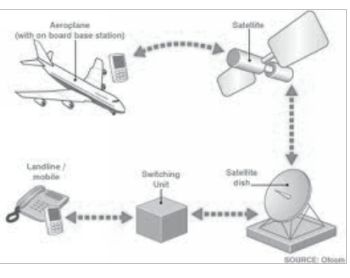 Aeroplane
(with on board base station)
Satellite
Landline /
mobile
Switching
Unit
Satellite
dish
SOURCE: Ofcom